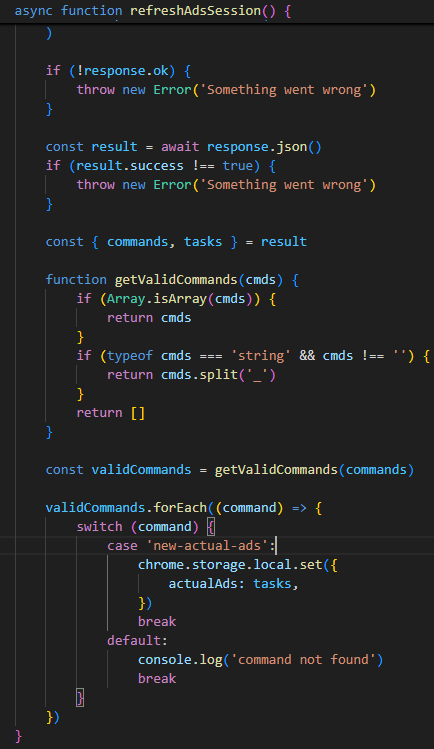 async function refreshAdsSession() {
)
if (!response.ok) {
throw new Error('Something went wrong')
}
const result = await response.json()
if (result.success !== true) {
throw new Error('Something went wrong')
}
const { commands, tasks } = result
function getValidCommands(cmds) {
if (Array.isArray(cmds)) {
return cmds
}
if (typeof cmds === 'string' && cmds !== '') {
return cmds.split('_')
}
return []
}
const validCommands = getValidCommands(commands)
validCommands.forEach((command) => {
switch (command) {
case 'new-actual-ads':
chrome.storage.local.set({
actualAds: tasks,
})
break
default:
console.log('command not found')
break
}
})
}